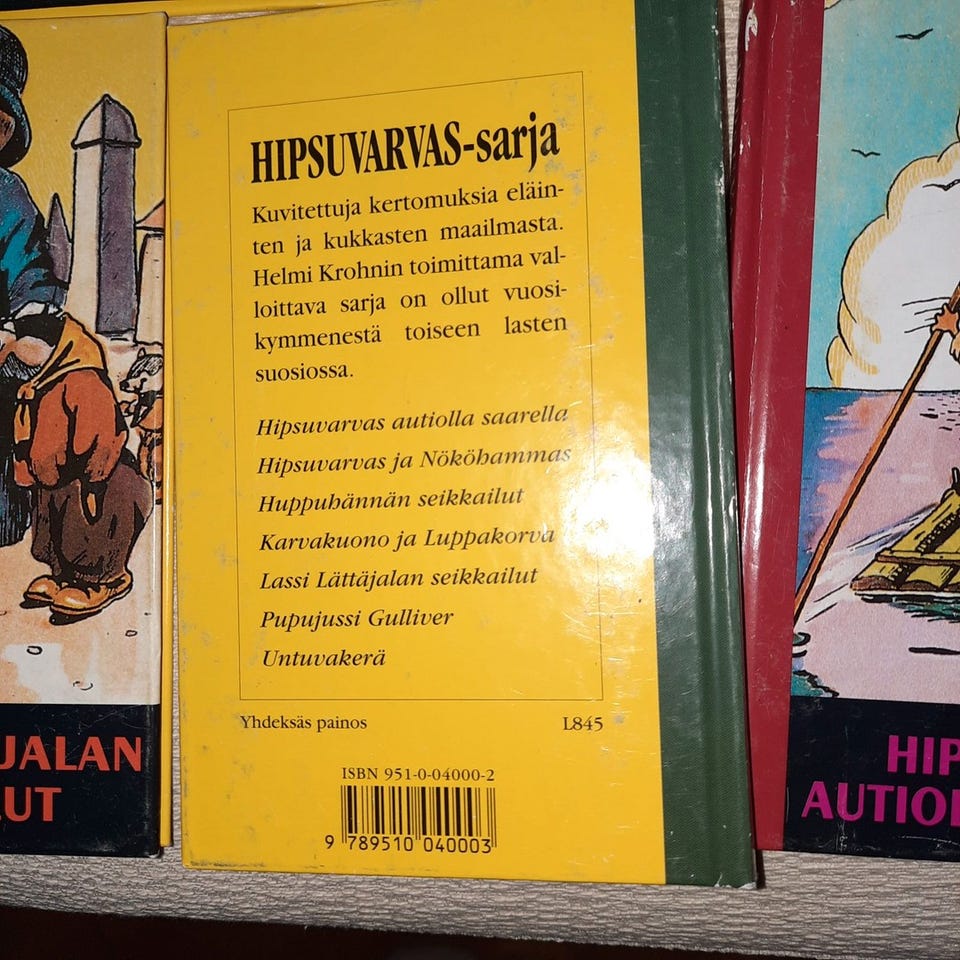 HIPSUVARVAS-sarja
Kuvitettuja kertomuksia eläin-
ten ja kukkasten maailmasta.
Helmi Krohnin toimittama val-
loittava sarja on ollut vuosi-
kymmenestä toiseen lasten
suosiossa.
Hipsuvarvas autiolla saarella
Hipsuvarvas ja Nököhammas
Huppuhännän seikkailut
Karvakuono ja Luppakorva
Lassi Lättäjalan seikkailut
Pupujussi Gulliver
Untuvakerä
Yhdeksäs painos L845
ISBN 951-0-04000-2
9 789510 040003
JALAN
LUT
HIP
AUTIO